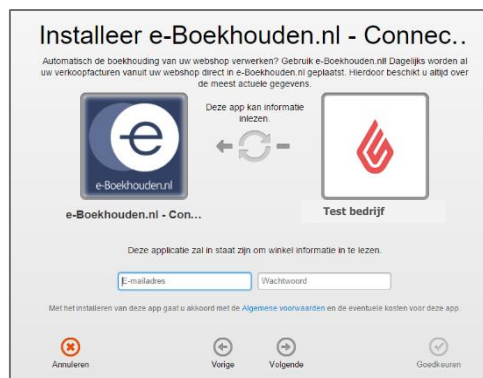 Installeer e-Boekhouden.nl - Connec..
Automatisch de boekhouding van uw webshop verwerken? Gebruik e-Boekhouden.nl! Dagelijks worden al
uw verkoopfacturen vanuit uw webshop direct in e-Boekhouden.nl geplaatst. Hierdoor beschikt u altijd over
de meest actuele gegevens.
Deze app kan informatie
inlezen.
e
e-Boekhouden.nl
e-Boekhouden.nl - Con...
Test bedrijf
Deze applicatie zal in staat zijn om winkel informatie in te lezen.
E-mailadres
Wachtwoord
Met het installeren van deze app gaat u akkoord met de Algemene voorwaarden en de eventuele kosten voor deze app.
Annuleren
Vorige
Volgende
Goedkeuren